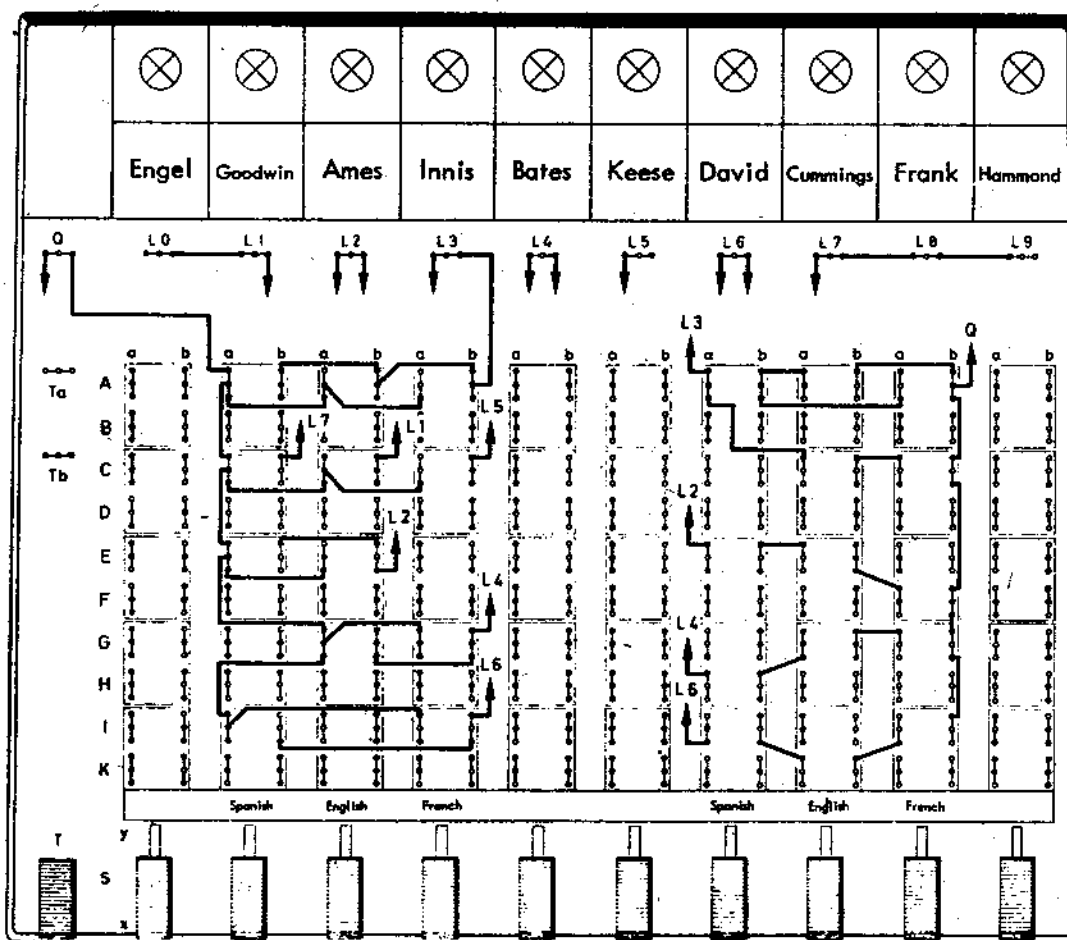 Engel Goodwin Ames Innis Bates Keese David Cummings Frank Hammond
Q L0 L1 L2 L3 L4 L5 L6 L7 L8 L9
L3 Q
a b a b a b a b a b a b a b a b a b a b
A
Ta
L5
L7 L1
B
C
Tb
L2
D
L2
E
F
L4
G
L4
L6
H
L6
I
K
Spanish English French Spanish English French
T y
S
x